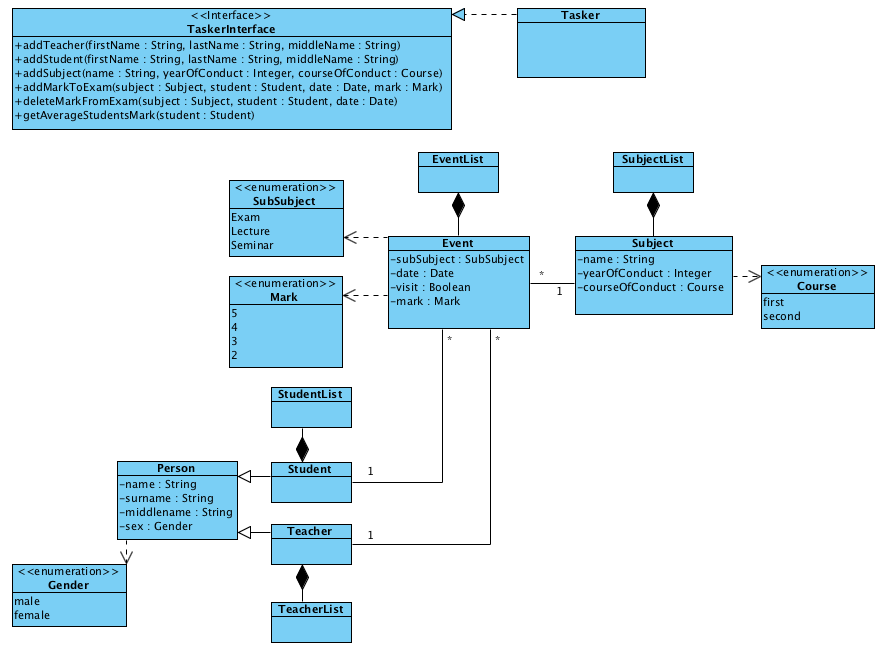 <<Interface>>
TaskerInterface
+addTeacher(firstName : String, lastName : String, middleName : String)
+addStudent(firstName : String, lastName : String, middleName : String)
+addSubject(name : String, yearOfConduct : Integer, courseOfConduct : Course)
+addMarkToExam(subject : Subject, student : Student, date : Date, mark : Mark)
+deleteMarkFromExam(subject : Subject, student : Student, date : Date)
+getAverageStudentsMark(student : Student)
Tasker
EventList
SubjectList
<<enumeration>>
SubSubject
Exam
Lecture
Seminar
Event
-subSubject : SubSubject
-date : Date
-visit : Boolean
-mark : Mark
*
1
Subject
-name : String
-yearOfConduct : Integer
-courseOfConduct : Course
<<enumeration>>
Course
first
second
<<enumeration>>
Mark
5
4
3
2
*
*
StudentList
Student
1
Person
-name : String
-surname : String
-middlename : String
-sex : Gender
Teacher
1
<<enumeration>>
Gender
male
female
TeacherList